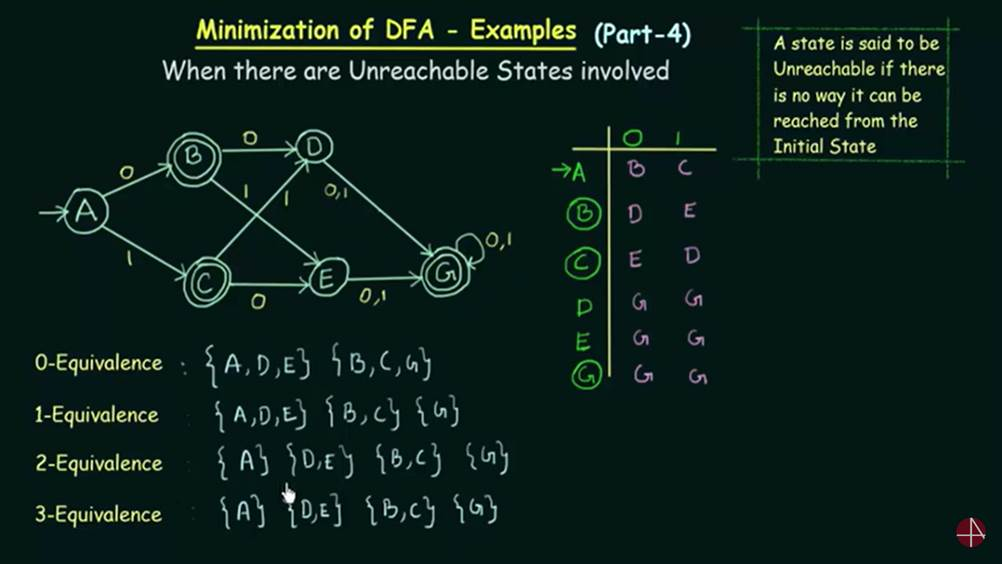 Minimization of DFA - Examples (Part-4)
When there are Unreachable States involved
A state is said to be
Unreachable if there
is no way it can be
reached from the
Initial State
0 B 0 D
A 1 1 0,1
1 C 0 E 0,1 G 0,1
0 1
→A B C
B D E
C E D
D G G
E G G
G G G
0-Equivalence : {A,D,E} {B,C,G}
1-Equivalence {A,D,E} {B,C} {G}
2-Equivalence {A} {D,E} {B,C} {G}
3-Equivalence {A} {D,E} {B,C} {G}